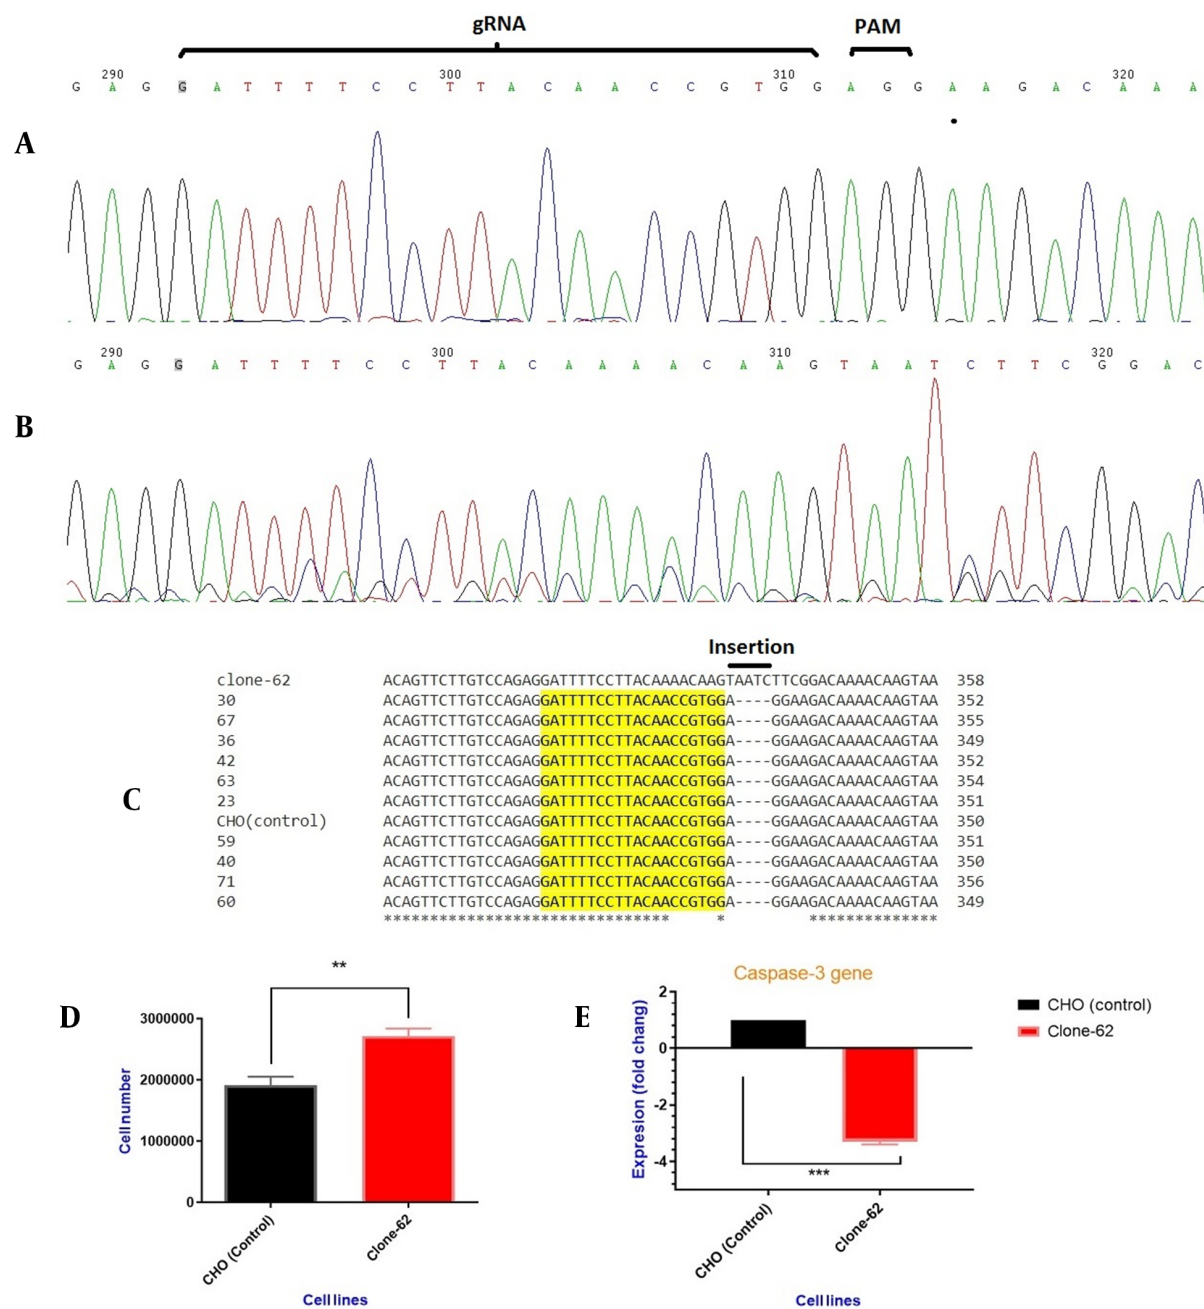 gRNA PAM
290 300 310 320
G A G G A T T T T C C T T A C A A C C G T G G A G G A A G A C A A A
A
290 300 310 320
G A G G A T T T T C C T T A C A A A A C A A G T A A T C T T C G G A C
B
Insertion
clone-62 ACAGTTCTTGTCCAGAGGATTTTCCTTACAAAACAAGTAATCTTCGGACAAAACAAGTAA 358
30 ACAGTTCTTGTCCAGAGGATTTTCCTTACAACCGTGGA----GGAAGACAAAACAAGTAA 352
67 ACAGTTCTTGTCCAGAGGATTTTCCTTACAACCGTGGA----GGAAGACAAAACAAGTAA 355
36 ACAGTTCTTGTCCAGAGGATTTTCCTTACAACCGTGGA----GGAAGACAAAACAAGTAA 349
42 ACAGTTCTTGTCCAGAGGATTTTCCTTACAACCGTGGA----GGAAGACAAAACAAGTAA 352
63 ACAGTTCTTGTCCAGAGGATTTTCCTTACAACCGTGGA----GGAAGACAAAACAAGTAA 354
C
23 ACAGTTCTTGTCCAGAGGATTTTCCTTACAACCGTGGA----GGAAGACAAAACAAGTAA 351
CHO(control) ACAGTTCTTGTCCAGAGGATTTTCCTTACAACCGTGGA----GGAAGACAAAACAAGTAA 350
59 ACAGTTCTTGTCCAGAGGATTTTCCTTACAACCGTGGA----GGAAGACAAAACAAGTAA 351
40 ACAGTTCTTGTCCAGAGGATTTTCCTTACAACCGTGGA----GGAAGACAAAACAAGTAA 350
71 ACAGTTCTTGTCCAGAGGATTTTCCTTACAACCGTGGA----GGAAGACAAAACAAGTAA 356
60 ACAGTTCTTGTCCAGAGGATTTTCCTTACAACCGTGGA----GGAAGACAAAACAAGTAA 349
******************************* * **************
D
**
3000000
2000000
1000000
0
Cell number
CHO (Control)
Clone-62
Cell lines
E
Caspase-3 gene
2
0
-2
-4
Expresion (fold chang)
***
CHO (Control)
Clone-62
Cell lines
CHO (control)
Clone-62